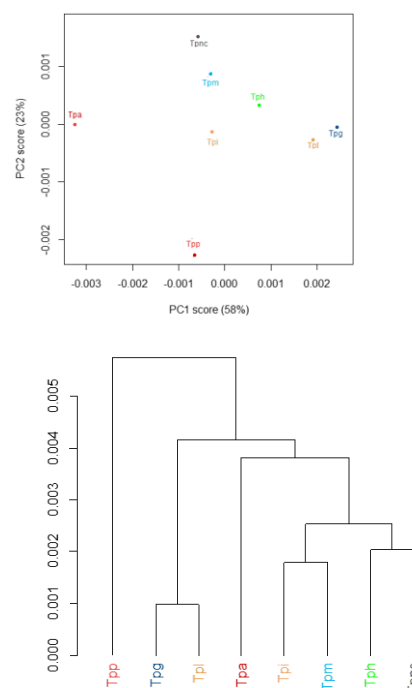 PC2 score (23%)
0.001
0.000
-0.001
-0.002
Tpnc
Tpm
Tph
Tpa
Tpg
Tpi
Tpl
Tpp
-0.003
-0.002
-0.001
0.000
0.001
0.002
PC1 score (58%)
0.005
0.004
0.003
0.002
0.001
0.000
Tpp
Tpg
Tpl
Tpa
Tpi
Tpm
Tph